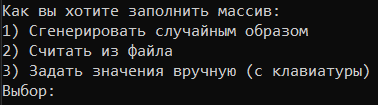 Как вы хотите заполнить массив:
1) Сгенерировать случайным образом
2) Считать из файла
3) Задать значения вручную (с клавиатуры)
Выбор: